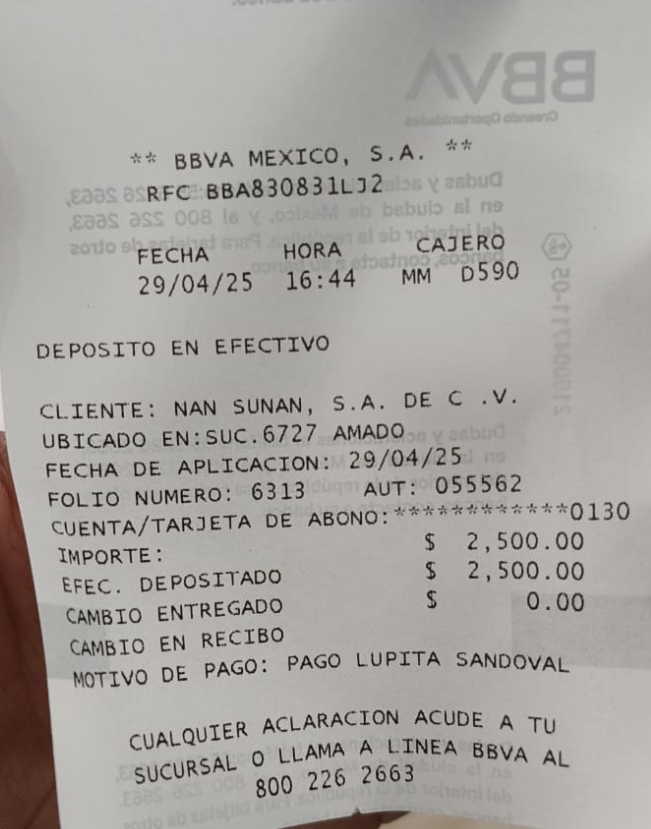 ** BBVA MEXICO, S.A. **
RFC BBA830831LJ2
FECHA HORA CAJERO
29/04/25 16:44 MM D590
DEPOSITO EN EFECTIVO
CLIENTE: NAN SUNAN, S.A. DE C .V.
UBICADO EN:SUC.6727 AMADO
FECHA DE APLICACION: 29/04/25
FOLIO NUMERO: 6313 AUT: 055562
CUENTA/TARJETA DE ABONO:************0130
IMPORTE: $ 2,500.00
EFEC. DEPOSITADO $ 2,500.00
CAMBIO ENTREGADO $ 0.00
CAMBIO EN RECIBO
MOTIVO DE PAGO: PAGO LUPITA SANDOVAL
CUALQUIER ACLARACION ACUDE A TU
SUCURSAL O LLAMA A LINEA BBVA AL
800 226 2663
BBVA
Creando Oportunidades